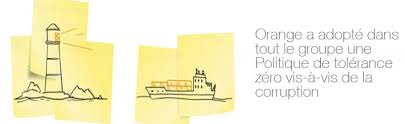 Orange a adopté dans
tout le groupe une
Politique de tolérance
zéro vis-à-vis de la
corruption